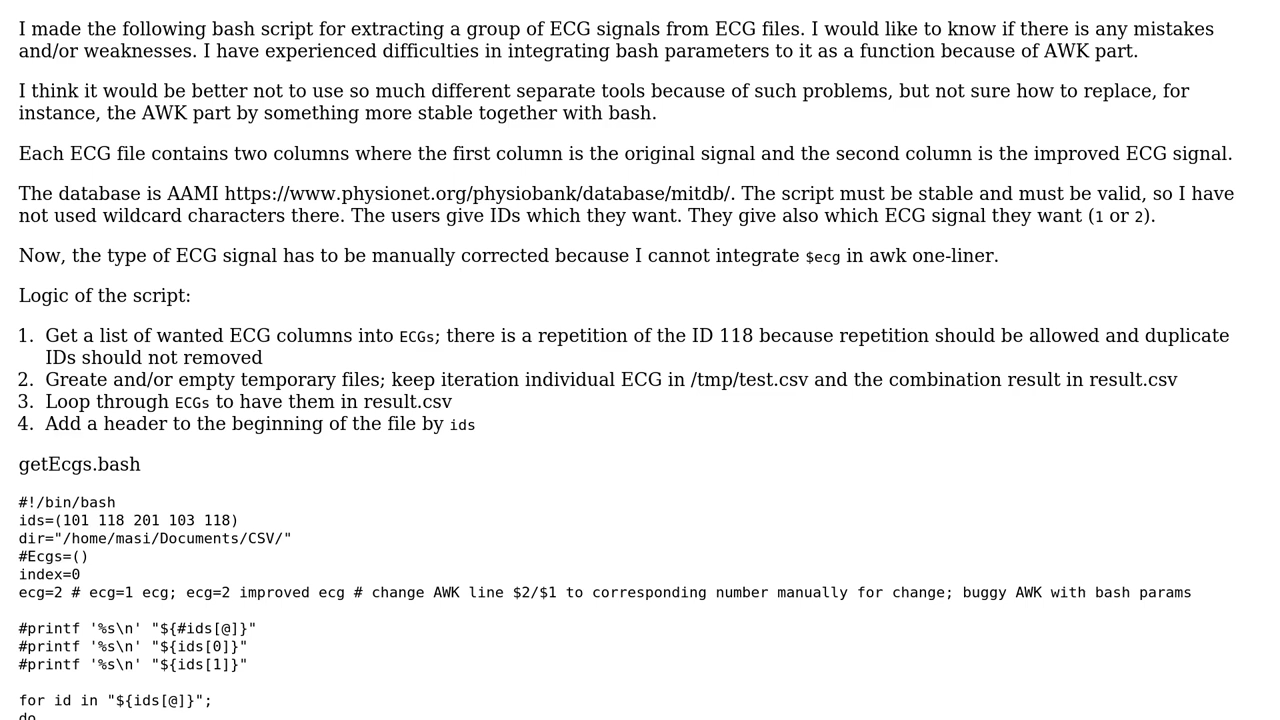 I made the following bash script for extracting a group of ECG signals from ECG files. I would like to know if there is any mistakes
and/or weaknesses. I have experienced difficulties in integrating bash parameters to it as a function because of AWK part.
I think it would be better not to use so much different separate tools because of such problems, but not sure how to replace, for
instance, the AWK part by something more stable together with bash.
Each ECG file contains two columns where the first column is the original signal and the second column is the improved ECG signal.
The database is AAMI https://www.physionet.org/physiobank/database/mitdb/. The script must be stable and must be valid, so I have
not used wildcard characters there. The users give IDs which they want. They give also which ECG signal they want (1 or 2).
Now, the type of ECG signal has to be manually corrected because I cannot integrate $ecg in awk one-liner.
Logic of the script:
1. Get a list of wanted ECG columns into ECGs; there is a repetition of the ID 118 because repetition should be allowed and duplicate
IDs should not removed
2. Greate and/or empty temporary files; keep iteration individual ECG in /tmp/test.csv and the combination result in result.csv
3. Loop through ECGs to have them in result.csv
4. Add a header to the beginning of the file by ids
getEcgs.bash
#!/bin/bash
ids=(101 118 201 103 118)
dir="/home/masi/Documents/CSV/"
#Ecgs=()
index=0
ecg=2 # ecg=1 ecg; ecg=2 improved ecg # change AWK line $2/$1 to corresponding number manually for change; buggy AWK with bash params
#printf '%s\n' "${#ids[@]}"
#printf '%s\n' "${ids[0]}"
#printf '%s\n' "${ids[1]}"
for id in "${ids[@]}";
do